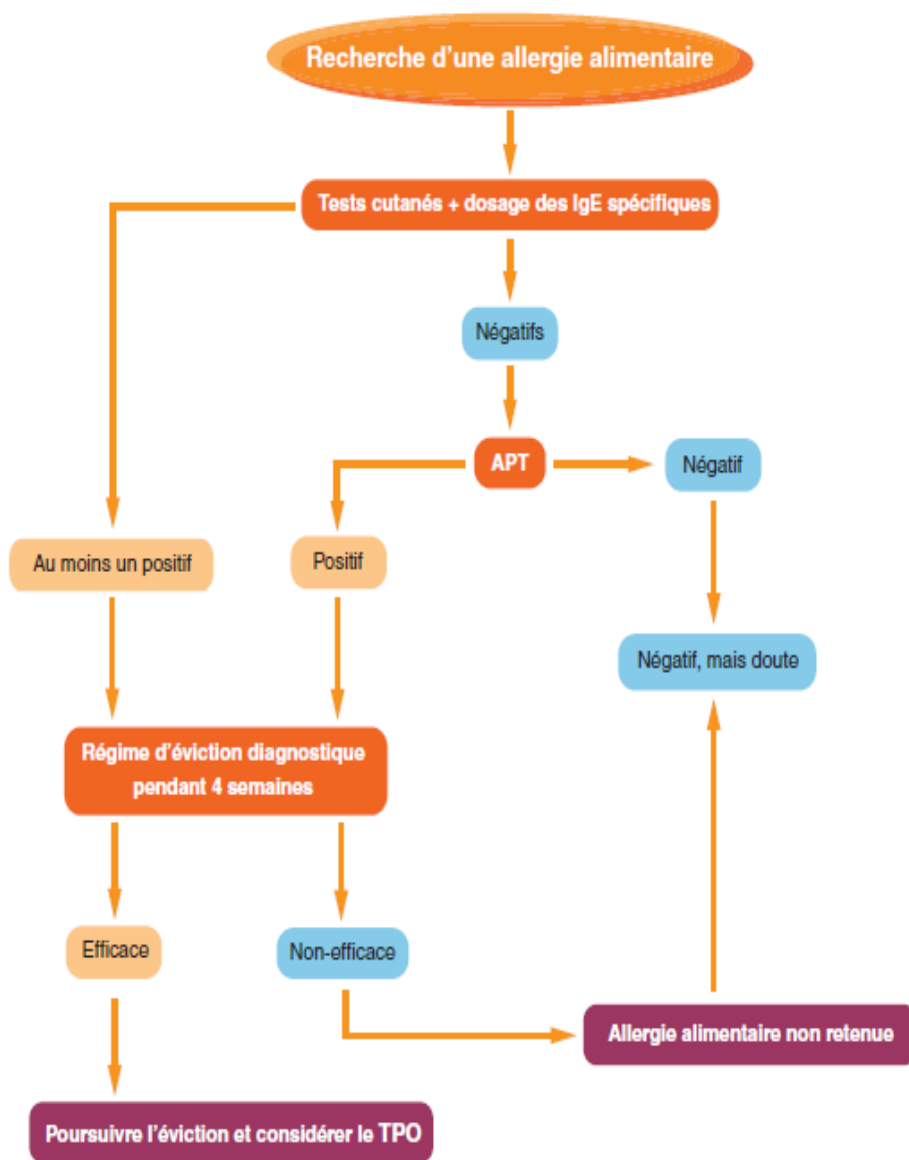 Recherche d'une allergie alimentaire
Tests cutanés + dosage des IgE spécifiques
Négatifs
APT
Négatif
Au moins un positif
Positif
Négatif, mais doute
Régime d'éviction diagnostique
pendant 4 semaines
Efficace
Non-efficace
Allergie alimentaire non retenue
Poursuivre l'éviction et considérer le TPO